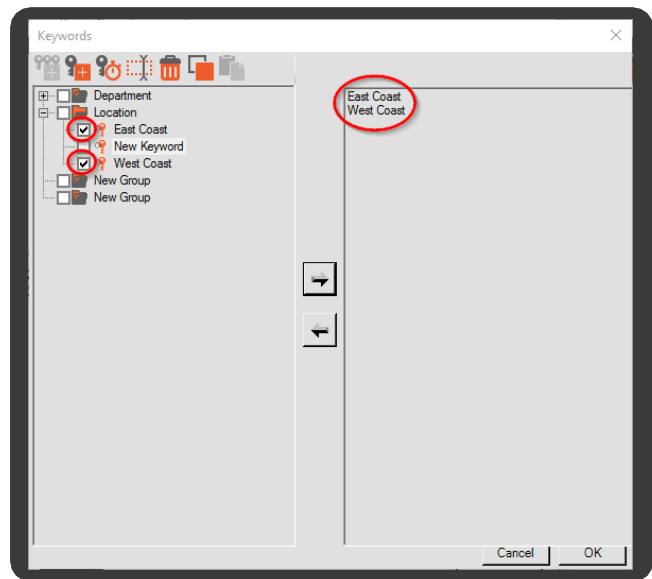 Keywords
Department
Location
East Coast
New Keyword
West Coast
New Group
New Group
East Coast
West Coast
Cancel
OK